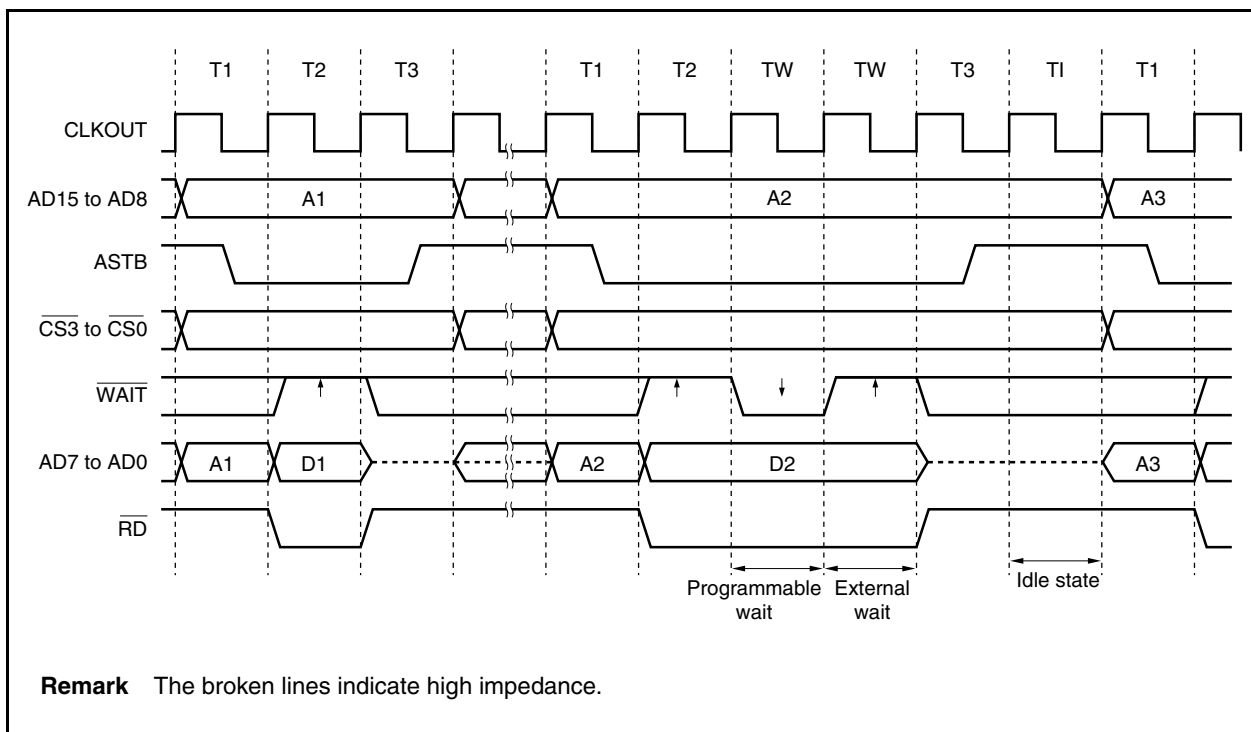 T1 T2 T3 T1 T2 TW TW T3 TI T1
CLKOUT
AD15 to AD8 A1 A2 A3
ASTB
CS3 to CS0
WAIT
AD7 to AD0 A1 D1 A2 D2 A3
RD
Programmable wait
External wait
Idle state
Remark The broken lines indicate high impedance.